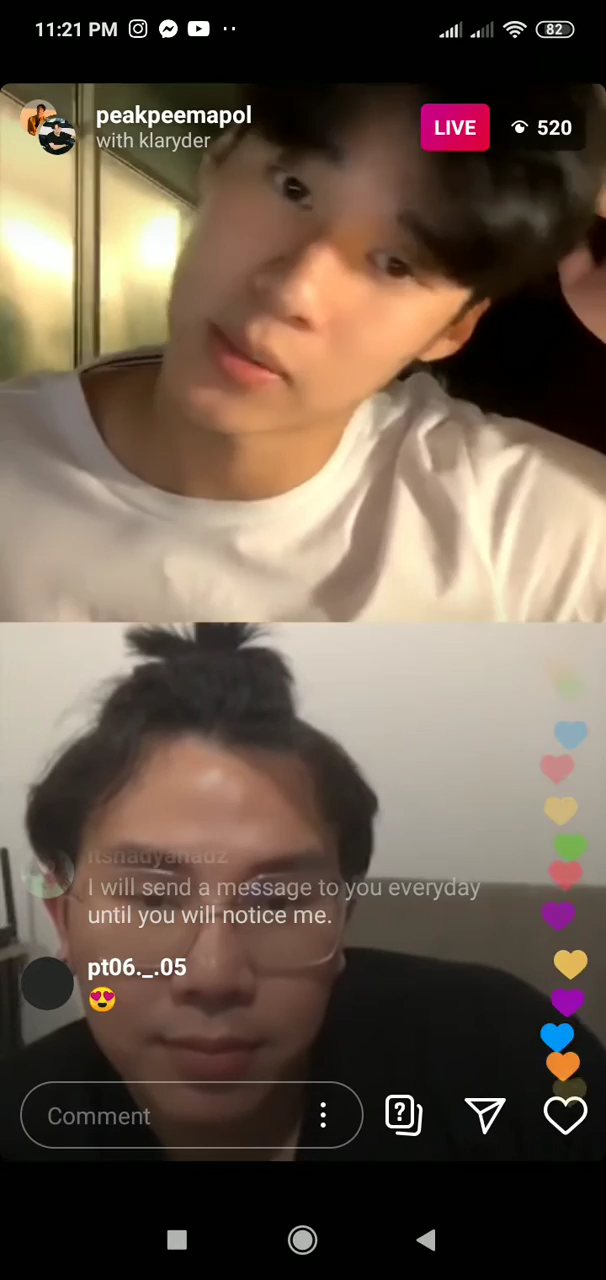 11:21 PM
82
peakpeemapol
with klaryder
LIVE
520
itsnadyanadz
I will send a message to you everyday
until you will notice me.
pt06._.05
😍
Comment